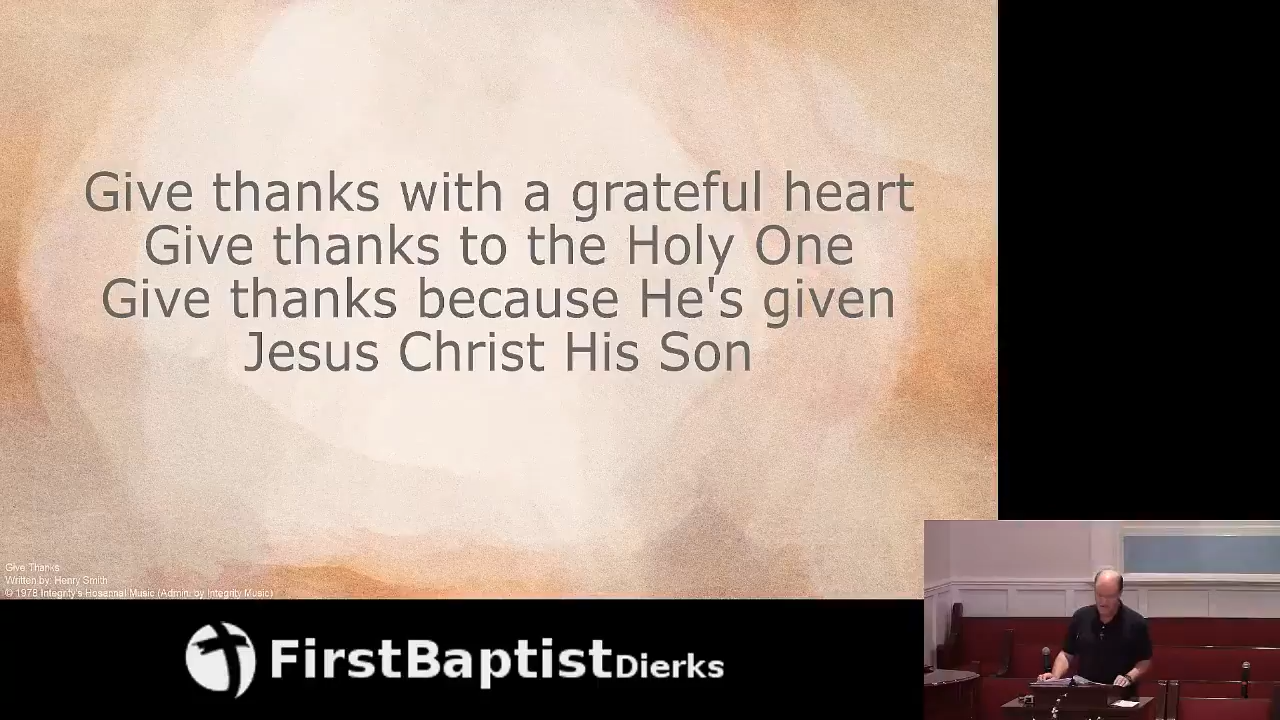 Give thanks with a grateful heart
Give thanks to the Holy One
Give thanks because He's given
Jesus Christ His Son
Give Thanks
Written by: Henry Smith
© 1978 Integrity's Hosanna! Music (Admin. by Integrity Music)
FirstBaptistDierks